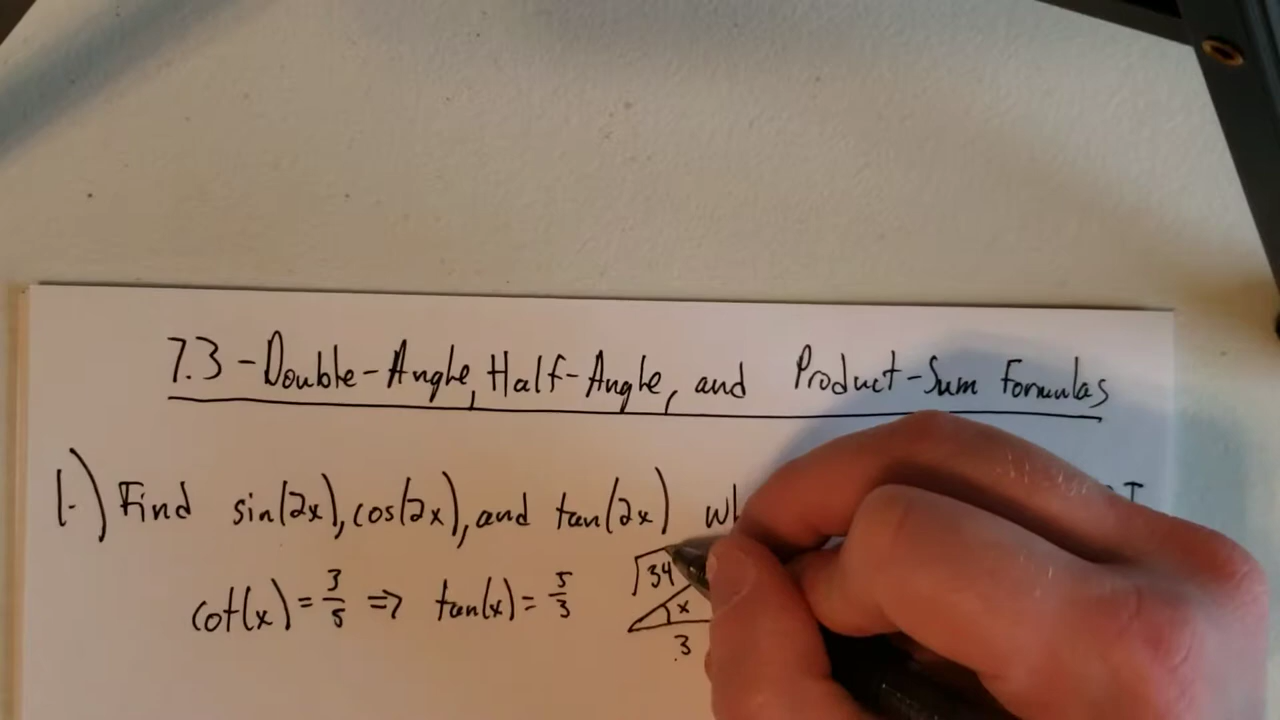 7.3 - Double-Angle, Half-Angle, and Product-Sum Formulas
1.) Find sin(2x), cos(2x), and tan(2x)
cot(x) = 3/5 ⇒ tan(x) = 5/3
√34
x
3